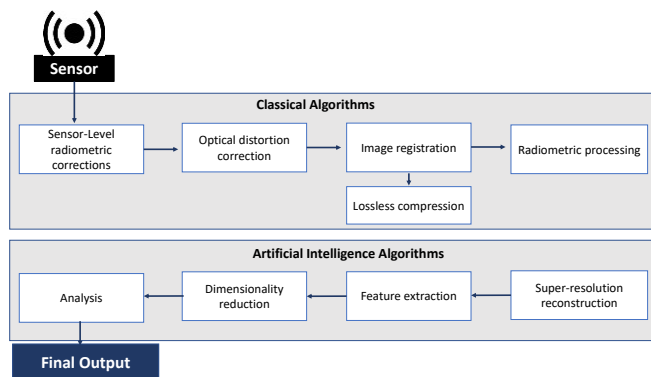 Sensor
Classical Algorithms
Sensor-Level
radiometric
corrections
Optical distortion
correction
Image registration
Radiometric processing
Lossless compression
Artificial Intelligence Algorithms
Analysis
Dimensionality
reduction
Feature extraction
Super-resolution
reconstruction
Final Output